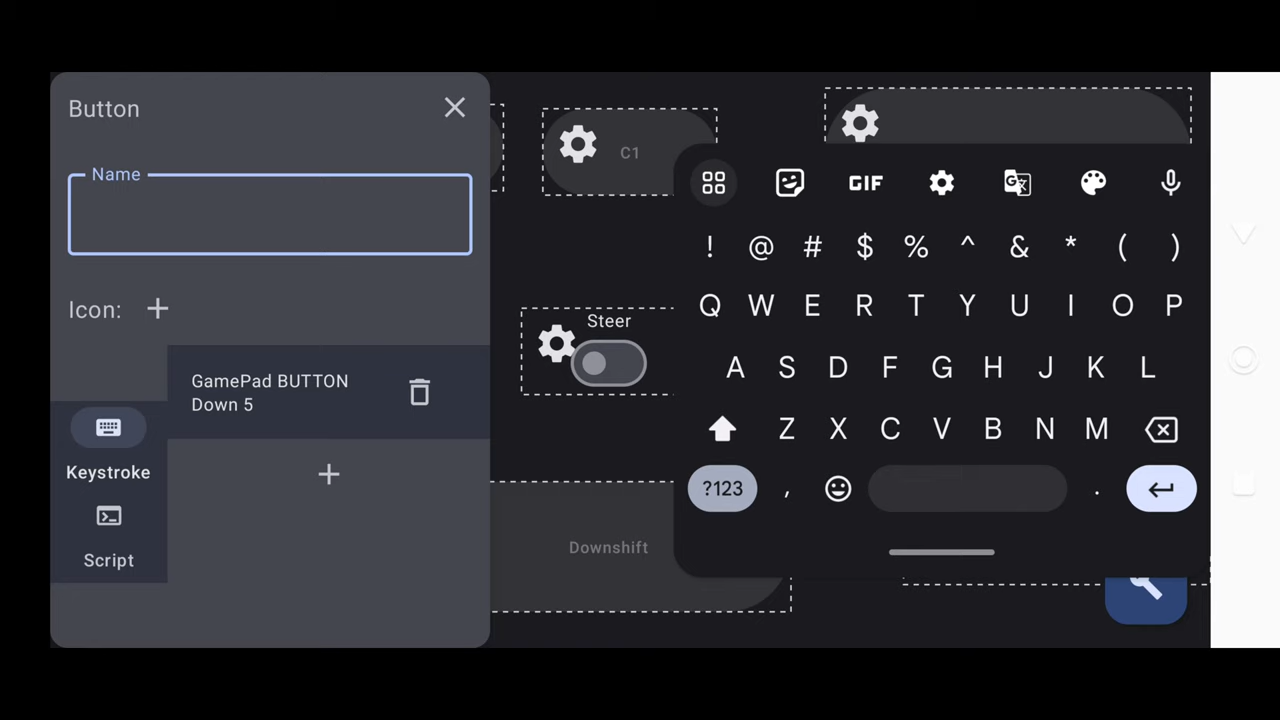 Button
Name
Icon:
GamePad BUTTON
Down 5
Keystroke
Script
C1
Steer
Downshift
GIF
! @ # $ % ^ & * ( )
Q W E R T Y U I O P
A S D F G H J K L
Z X C V B N M
?123 , .